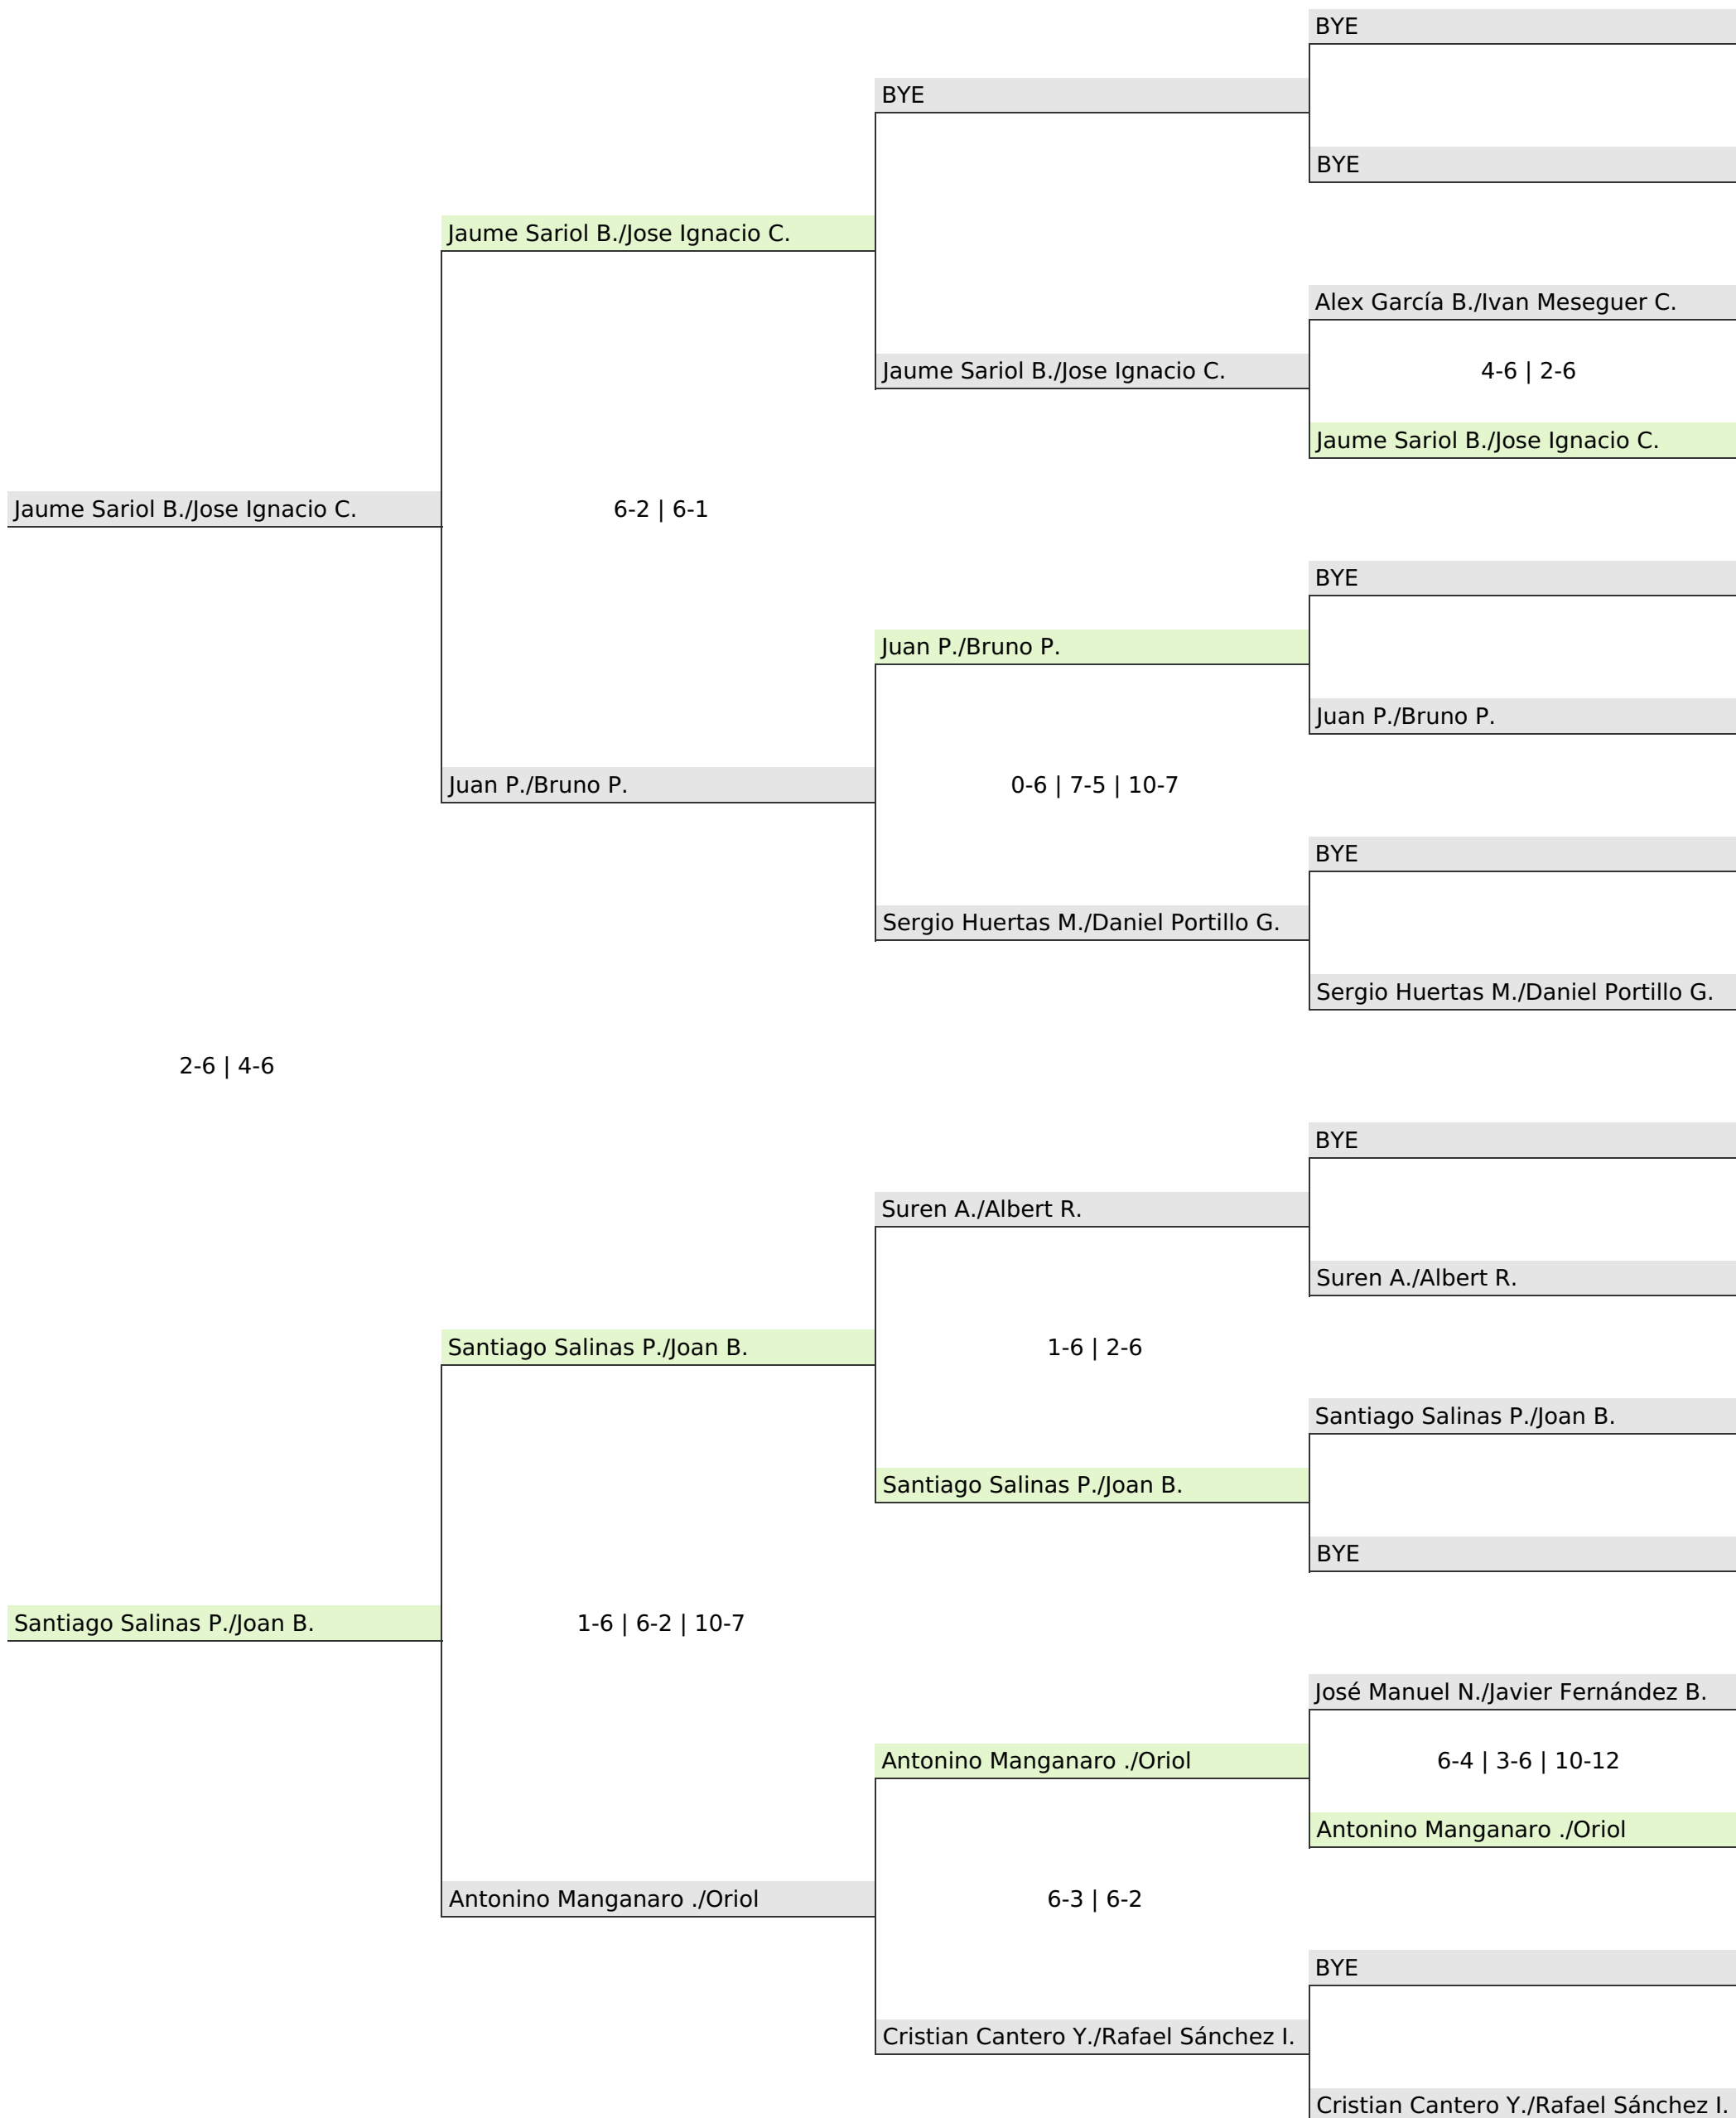 BYE
BYE
BYE
Jaume Sariol B./Jose Ignacio C.
Alex García B./Ivan Meseguer C.
Jaume Sariol B./Jose Ignacio C.
4-6 | 2-6
Jaume Sariol B./Jose Ignacio C.
Jaume Sariol B./Jose Ignacio C.
6-2 | 6-1
BYE
Juan P./Bruno P.
Juan P./Bruno P.
Juan P./Bruno P.
0-6 | 7-5 | 10-7
BYE
Sergio Huertas M./Daniel Portillo G.
Sergio Huertas M./Daniel Portillo G.
2-6 | 4-6
BYE
Suren A./Albert R.
Suren A./Albert R.
Santiago Salinas P./Joan B.
1-6 | 2-6
Santiago Salinas P./Joan B.
Santiago Salinas P./Joan B.
BYE
Santiago Salinas P./Joan B.
1-6 | 6-2 | 10-7
José Manuel N./Javier Fernández B.
Antonino Manganaro ./Oriol
6-4 | 3-6 | 10-12
Antonino Manganaro ./Oriol
Antonino Manganaro ./Oriol
6-3 | 6-2
BYE
Cristian Cantero Y./Rafael Sánchez I.
Cristian Cantero Y./Rafael Sánchez I.